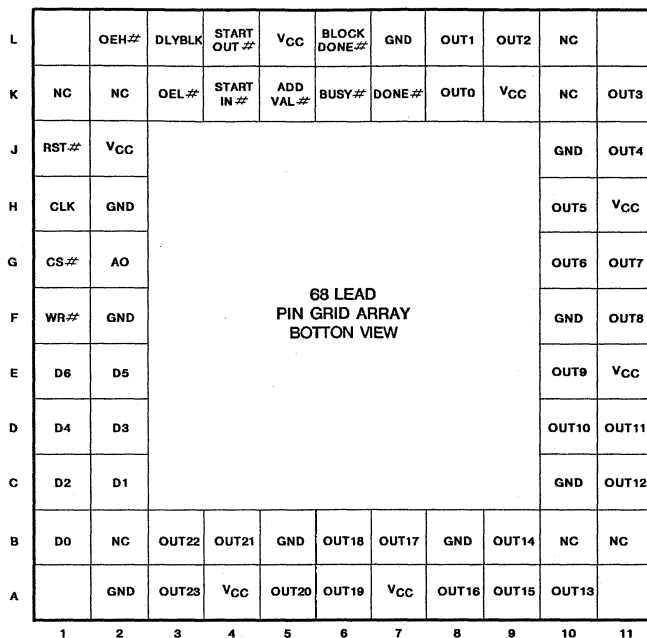 L OEH# DLYBLK START OUT# VCC BLOCK DONE# GND OUT1 OUT2 NC
K NC NC OEL# START IN# ADD VAL# BUSY# DONE# OUT0 VCC NC OUT3
J RST# VCC GND OUT4
H CLK GND OUT5 VCC
G CS# AO OUT6 OUT7
68 LEAD
PIN GRID ARRAY
BOTTON VIEW
F WR# GND GND OUT8
E D6 D5 OUT9 VCC
D D4 D3 OUT10 OUT11
C D2 D1 GND OUT12
B D0 NC OUT22 OUT21 GND OUT18 OUT17 GND OUT14 NC NC
A GND OUT23 VCC OUT20 OUT19 VCC OUT16 OUT15 OUT13
1 2 3 4 5 6 7 8 9 10 11